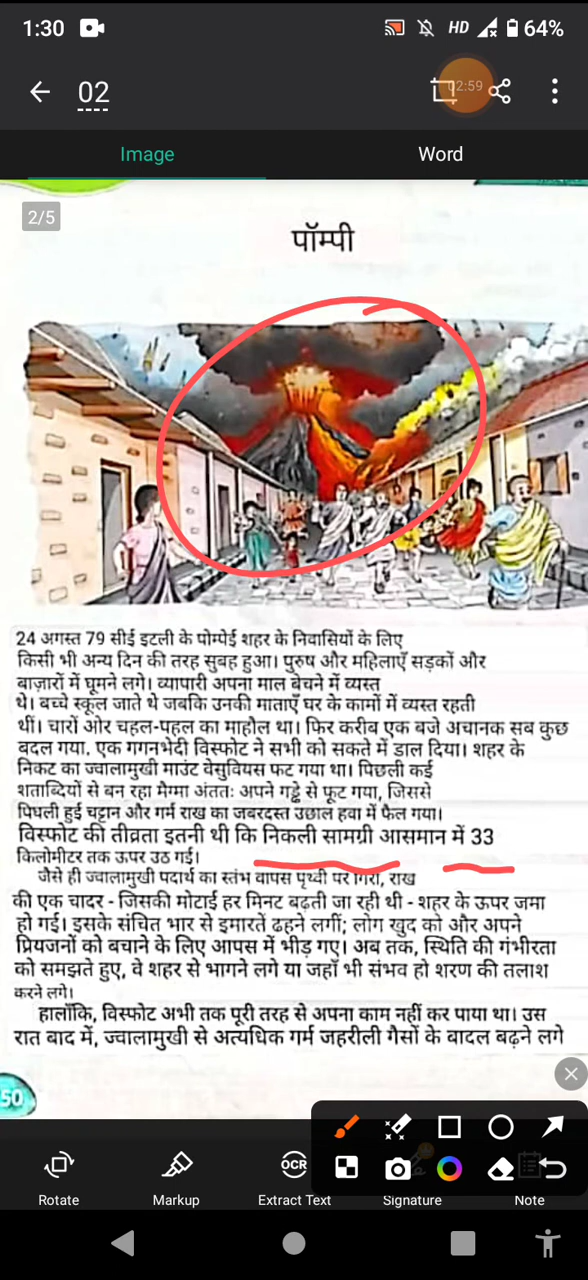 1:30
HD
64%
02
02:59
Image
Word
2/5
पॉम्पी
24 अगस्त 79 सीई इटली के पोम्पेई शहर के निवासियों के लिए
किसी भी अन्य दिन की तरह सुबह हुआ। पुरुष और महिलाएँ सड़कों और
बाज़ारों में घूमने लगे। व्यापारी अपना माल बेचने में व्यस्त
थे। बच्चे स्कूल जाते थे जबकि उनकी माताएँ घर के कामों में व्यस्त रहती
थीं। चारों ओर चहल-पहल का माहौल था। फिर करीब एक बजे अचानक सब कुछ
बदल गया, एक गगनभेदी विस्फोट ने सभी को सकते में डाल दिया। शहर के
निकट का ज्वालामुखी माउंट वेसुवियस फट गया था। पिछली कई
शताब्दियों से बन रहा मैग्मा अंततः अपने गड्ढे से फूट गया, जिससे
पिघली हुई चट्टान और गर्म राख का जबरदस्त उछाल हवा में फैल गया।
विस्फोट की तीव्रता इतनी थी कि निकली सामग्री आसमान में 33
किलोमीटर तक ऊपर उठ गई।
जैसे ही ज्वालामुखी पदार्थ का स्तंभ वापस पृथ्वी पर गिरा, राख
की एक चादर - जिसकी मोटाई हर मिनट बढ़ती जा रही थी - शहर के ऊपर जमा
हो गई। इसके संचित भार से इमारतें ढहने लगीं; लोग खुद को और अपने
प्रियजनों को बचाने के लिए आपस में भीड़ गए। अब तक, स्थिति की गंभीरता
को समझते हुए, वे शहर से भागने लगे या जहाँ भी संभव हो शरण की तलाश
करने लगे।
हालाँकि, विस्फोट अभी तक पूरी तरह से अपना काम नहीं कर पाया था। उस
रात बाद में, ज्वालामुखी से अत्यधिक गर्म जहरीली गैसों के बादल बढ़ने लगे
50
OCR
Rotate
Markup
Extract Text
Signature
Note